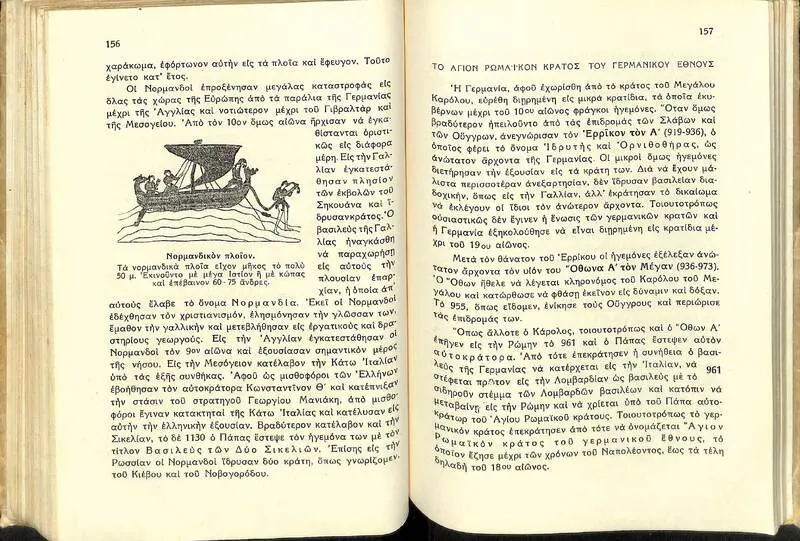 156
χαράκωμα, ἐφόρτωνον αὐτὴν εἰς τὰ πλοῖα καὶ ἔφευγον. Τοῦτο
ἐγίνετο κατ' ἔτος.
Οἱ Νορμανδοὶ ἐπροξένησαν μεγάλας καταστροφὰς εἰς
ὅλας τὰς χώρας τῆς Εὐρώπης ἀπὸ τὰ παράλια τῆς Γερμανίας
μέχρι τῆς Ἀγγλίας καὶ νοτιώτερον μέχρι τοῦ Γιβραλτὰρ καὶ
τῆς Μεσογείου. Ἀπὸ τὸν 10ον ὅμως αἰῶνα ἤρχισαν νὰ ἐγκα-
θίστανται ὁριστι-
κῶς εἰς διάφορα
μέρη. Εἰς τὴν Γαλ-
λίαν ἐγκατεστά-
θησαν πλησίον
τῶν ἐκβολῶν τοῦ
Σηκουάνα καὶ ἵ-
δρυσαν κράτος. Ὁ
βασιλεὺς τῆς Γαλ-
λίας ἠναγκάσθη
νὰ παραχωρήσῃ
εἰς αὐτοὺς τὴν
πλουσίαν ἐπαρ-
χίαν, ἡ ὁποία ἀπ'
Νορμανδικὸν πλοῖον.
Τὰ νορμανδικὰ πλοῖα εἶχον μῆκος τὸ πολὺ
50 μ. Ἐκινοῦντο μὲ μέγα ἱστίον ἢ μὲ κώπας
καὶ ἐπέβαινον 60-75 ἄνδρες.
αὐτοὺς ἔλαβε τὸ ὄνομα Νορμανδία. Ἐκεῖ οἱ Νορμανδοὶ
ἐδέχθησαν τὸν χριστιανισμόν, ἐλησμόνησαν τὴν γλῶσσαν των,
ἔμαθον τὴν γαλλικὴν καὶ μετεβλήθησαν εἰς ἐργατικοὺς καὶ δρα-
στηρίους γεωργούς. Εἰς τὴν Ἀγγλίαν ἐγκατεστάθησαν οἱ
Νορμανδοὶ τὸν 9ον αἰῶνα καὶ ἐξουσίασαν σημαντικὸν μέρος
τῆς νήσου. Εἰς τὴν Μεσόγειον κατέλαβον τὴν Κάτω Ἰταλίαν
ὑπὸ τὰς ἑξῆς συνθήκας. Ἀφοῦ ὡς μισθοφόροι τῶν Ἑλλήνων
ἐβοήθησαν τὸν αὐτοκράτορα Κωνσταντῖνον Θ' καὶ κατέπνιξαν
τὴν στάσιν τοῦ στρατηγοῦ Γεωργίου Μανιάκη, ἀπὸ μισθο-
φόροι ἔγιναν κατακτηταὶ τῆς Κάτω Ἰταλίας καὶ κατέλυσαν εἰς
αὐτὴν τὴν ἑλληνικὴν ἐξουσίαν. Βραδύτερον κατέλαβον καὶ τὴν
Σικελίαν, τὸ δὲ 1130 ὁ Πάπας ἔστεψε τὸν ἡγεμόνα των μὲ τὸν
τίτλον Βασιλεὺς τῶν Δύο Σικελιῶν. Ἐπίσης εἰς τὴν
Ρωσσίαν οἱ Νορμανδοὶ ἵδρυσαν δύο κράτη, ὅπως γνωρίζομεν,
τοῦ Κιέβου καὶ τοῦ Νοβογορόδου.
157
ΤΟ ΑΓΙΟΝ ΡΩΜΑΪΚΟΝ ΚΡΑΤΟΣ ΤΟΥ ΓΕΡΜΑΝΙΚΟΥ ΕΘΝΟΥΣ
Ἡ Γερμανία, ἀφοῦ ἐχωρίσθη ἀπὸ τὸ κράτος τοῦ Μεγάλου
Καρόλου, εὑρέθη διῃρημένη εἰς μικρὰ κρατίδια, τὰ ὁποῖα ἐκυ-
βέρνων μέχρι τοῦ 10ου αἰῶνος φράγκοι ἡγεμόνες. Ὅταν ὅμως
βραδύτερον ἠπειλοῦντο ἀπὸ τὰς ἐπιδρομὰς τῶν Σλάβων καὶ
τῶν Οὔγγρων, ἀνεγνώρισαν τὸν Ἐρρῖκον τὸν Α' (919-936), ὁ
ὁποῖος φέρει τὸ ὄνομα Ἱδρυτὴς καὶ Ὀρνιθοθήρας, ὡς
ἀνώτατον ἄρχοντα τῆς Γερμανίας. Οἱ μικροὶ ὅμως ἡγεμόνες
διετήρησαν τὴν ἐξουσίαν εἰς τὰ κράτη των. Διὰ νὰ ἔχουν μά-
λιστα περισσοτέραν ἀνεξαρτησίαν, δὲν ἵδρυσαν βασιλείαν δια-
δοχικήν, ὅπως εἰς τὴν Γαλλίαν, ἀλλ' ἐκράτησαν τὸ δικαίωμα
νὰ ἐκλέγουν οἱ ἴδιοι τὸν ἀνώτερον ἄρχοντα. Τοιουτοτρόπως
οὐσιαστικῶς δὲν ἔγινεν ἡ ἕνωσις τῶν γερμανικῶν κρατῶν καὶ
ἡ Γερμανία ἐξηκολούθησε νὰ εἶναι διῃρημένη εἰς κρατίδια μέ-
χρι τοῦ 19ου αἰῶνος.
Μετὰ τὸν θάνατον τοῦ Ἐρρίκου οἱ ἡγεμόνες ἐξέλεξαν ἀνώ-
τατον ἄρχοντα τὸν υἱόν του Ὄθωνα Α' τὸν Μέγαν (936-973).
Ὁ Ὄθων ἤθελε νὰ λέγεται κληρονόμος τοῦ Καρόλου τοῦ Με-
γάλου καὶ κατώρθωσε νὰ φθάσῃ ἐκεῖνον εἰς δύναμιν καὶ δόξαν.
Τὸ 955, ὅπως εἴδομεν, ἐνίκησε τοὺς Οὔγγρους καὶ περιώρισε
τὰς ἐπιδρομάς των.
Ὅπως ἄλλοτε ὁ Κάρολος, τοιουτοτρόπως καὶ ὁ Ὄθων Α'
ἐπῆγεν εἰς τὴν Ρώμην τὸ 961 καὶ ὁ Πάπας ἔστεψεν αὐτὸν
αὐτοκράτορα. Ἀπὸ τότε ἐπεκράτησεν ἡ συνήθεια ὁ βασι-
λεὺς τῆς Γερμανίας νὰ κατέρχεται εἰς τὴν Ἰταλίαν, νὰ
961
στέφεται πρῶτον εἰς τὴν Λομβαρδίαν ὡς βασιλεὺς μὲ τὸ
σιδηροῦν στέμμα τῶν Λομβαρδῶν βασιλέων καὶ κατόπιν νὰ
μεταβαίνῃ εἰς τὴν Ρώμην καὶ νὰ χρίεται ὑπὸ τοῦ Πάπα αὐτο-
κράτωρ τοῦ Ἁγίου Ρωμαϊκοῦ κράτους. Τοιουτοτρόπως τὸ γερ-
μανικὸν κράτος ἐπεκράτησεν ἀπὸ τότε νὰ ὀνομάζεται Ἅγιον
Ρωμαϊκὸν κράτος τοῦ γερμανικοῦ ἔθνους, τὸ
ὁποῖον ἔζησε μέχρι τῶν χρόνων τοῦ Ναπολέοντος, ἕως τὰ τέλη
δηλαδὴ τοῦ 18ου αἰῶνος.